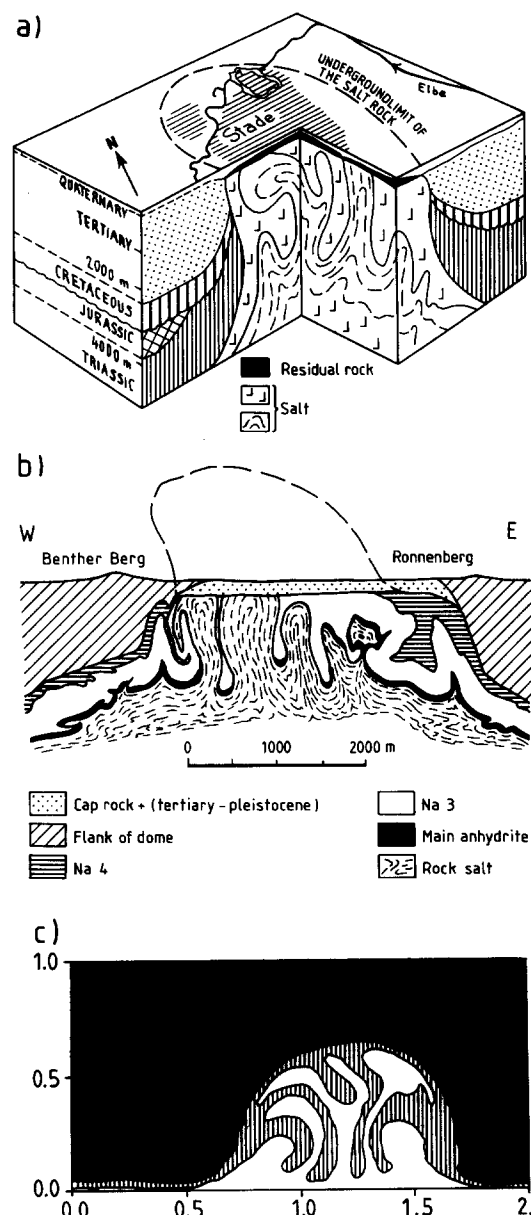 a)
UNDERGROUNDLIMIT OF
THE SALT ROCK
Elbe
Stade
N
QUATERNARY
TERTIARY
2000 m
CRETACEOUS
JURASSIC
4000 m
TRIASSIC
Residual rock
Salt
b)
W
E
Benther Berg
Ronnenberg
0 1000 2000 m
Cap rock + (tertiary - pleistocene)
Na 3
Flank of dome
Main anhydrite
Na 4
Rock salt
c)
1.0
0.5
0.0
0.0 0.5 1.0 1.5 2.